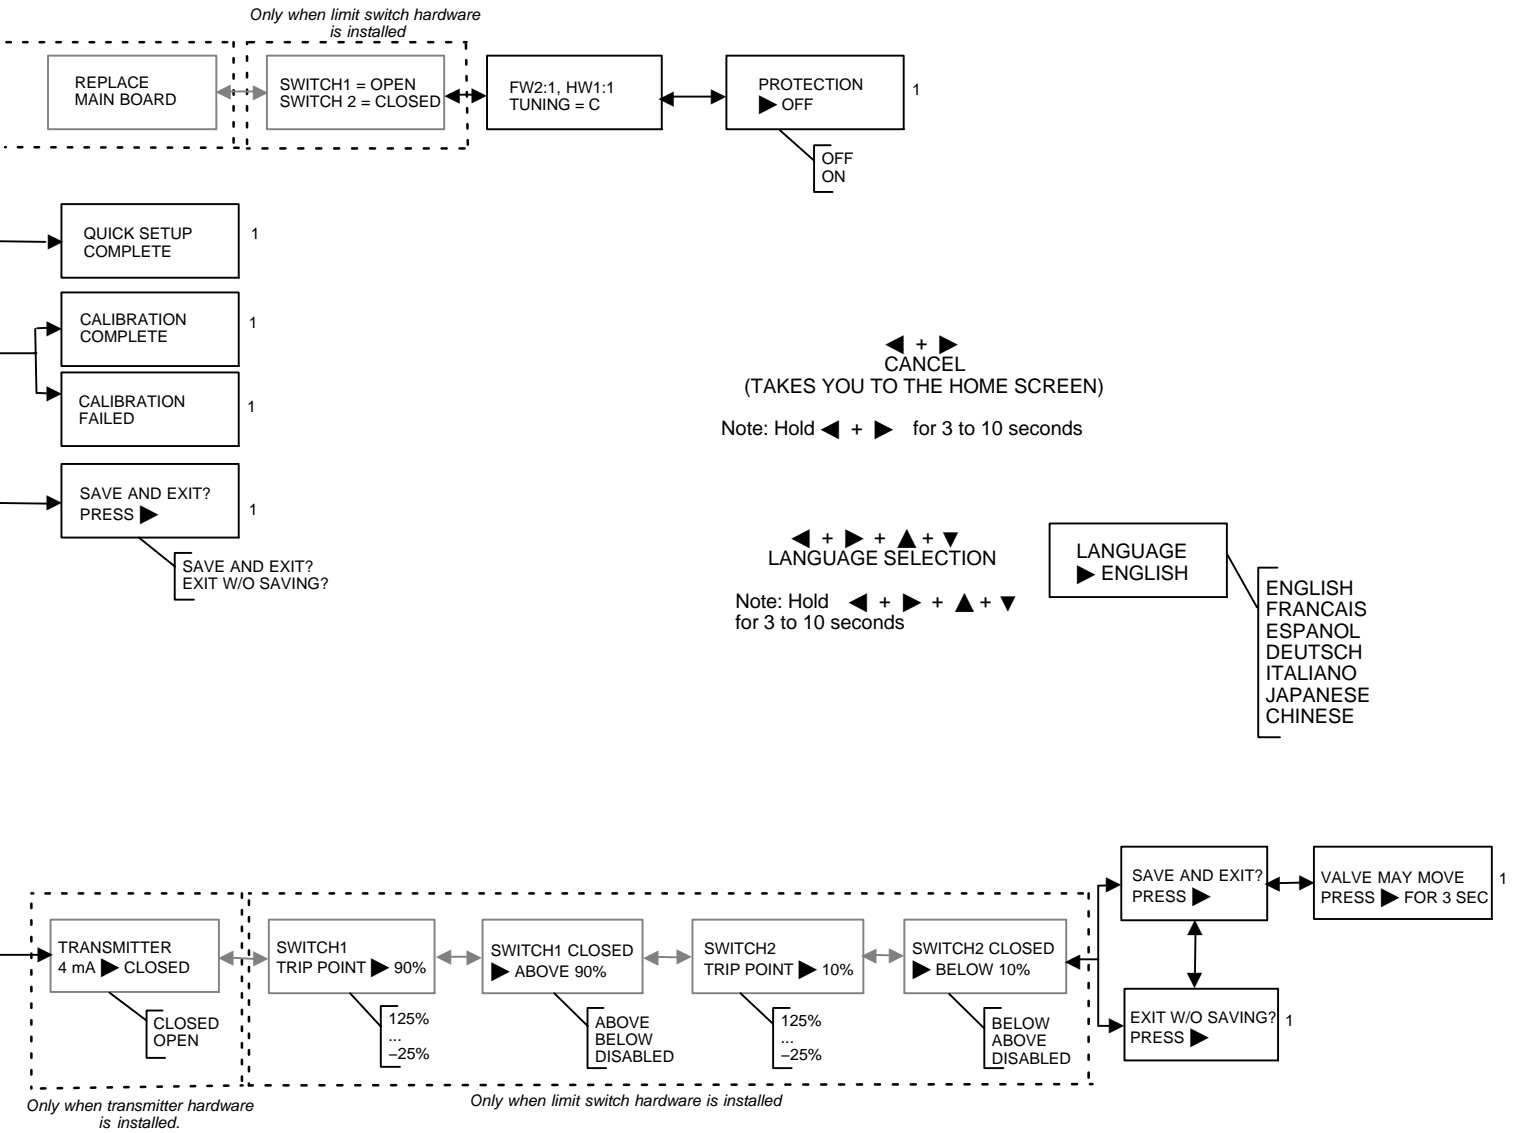 Only when limit switch hardware
is installed
REPLACE
MAIN BOARD
SWITCH1 = OPEN
SWITCH 2 = CLOSED
FW2:1, HW1:1
TUNING = C
PROTECTION
▶ OFF
1
OFF
ON
QUICK SETUP
COMPLETE
1
CALIBRATION
COMPLETE
1
CALIBRATION
FAILED
1
SAVE AND EXIT?
PRESS ▶
1
SAVE AND EXIT?
EXIT W/O SAVING?
◀ + ▶
CANCEL
(TAKES YOU TO THE HOME SCREEN)
Note: Hold ◀ + ▶ for 3 to 10 seconds
◀ + ▶ + ▲ + ▼
LANGUAGE SELECTION
Note: Hold ◀ + ▶ + ▲ + ▼
for 3 to 10 seconds
LANGUAGE
▶ ENGLISH
ENGLISH
FRANCAIS
ESPANOL
DEUTSCH
ITALIANO
JAPANESE
CHINESE
TRANSMITTER
4 mA ▶ CLOSED
CLOSED
OPEN
Only when transmitter hardware
is installed.
SWITCH1
TRIP POINT ▶ 90%
125%
...
−25%
SWITCH1 CLOSED
▶ ABOVE 90%
ABOVE
BELOW
DISABLED
SWITCH2
TRIP POINT ▶ 10%
125%
...
−25%
SWITCH2 CLOSED
▶ BELOW 10%
BELOW
ABOVE
DISABLED
Only when limit switch hardware is installed
SAVE AND EXIT?
PRESS ▶
VALVE MAY MOVE
PRESS ▶ FOR 3 SEC
1
EXIT W/O SAVING?
PRESS ▶
1